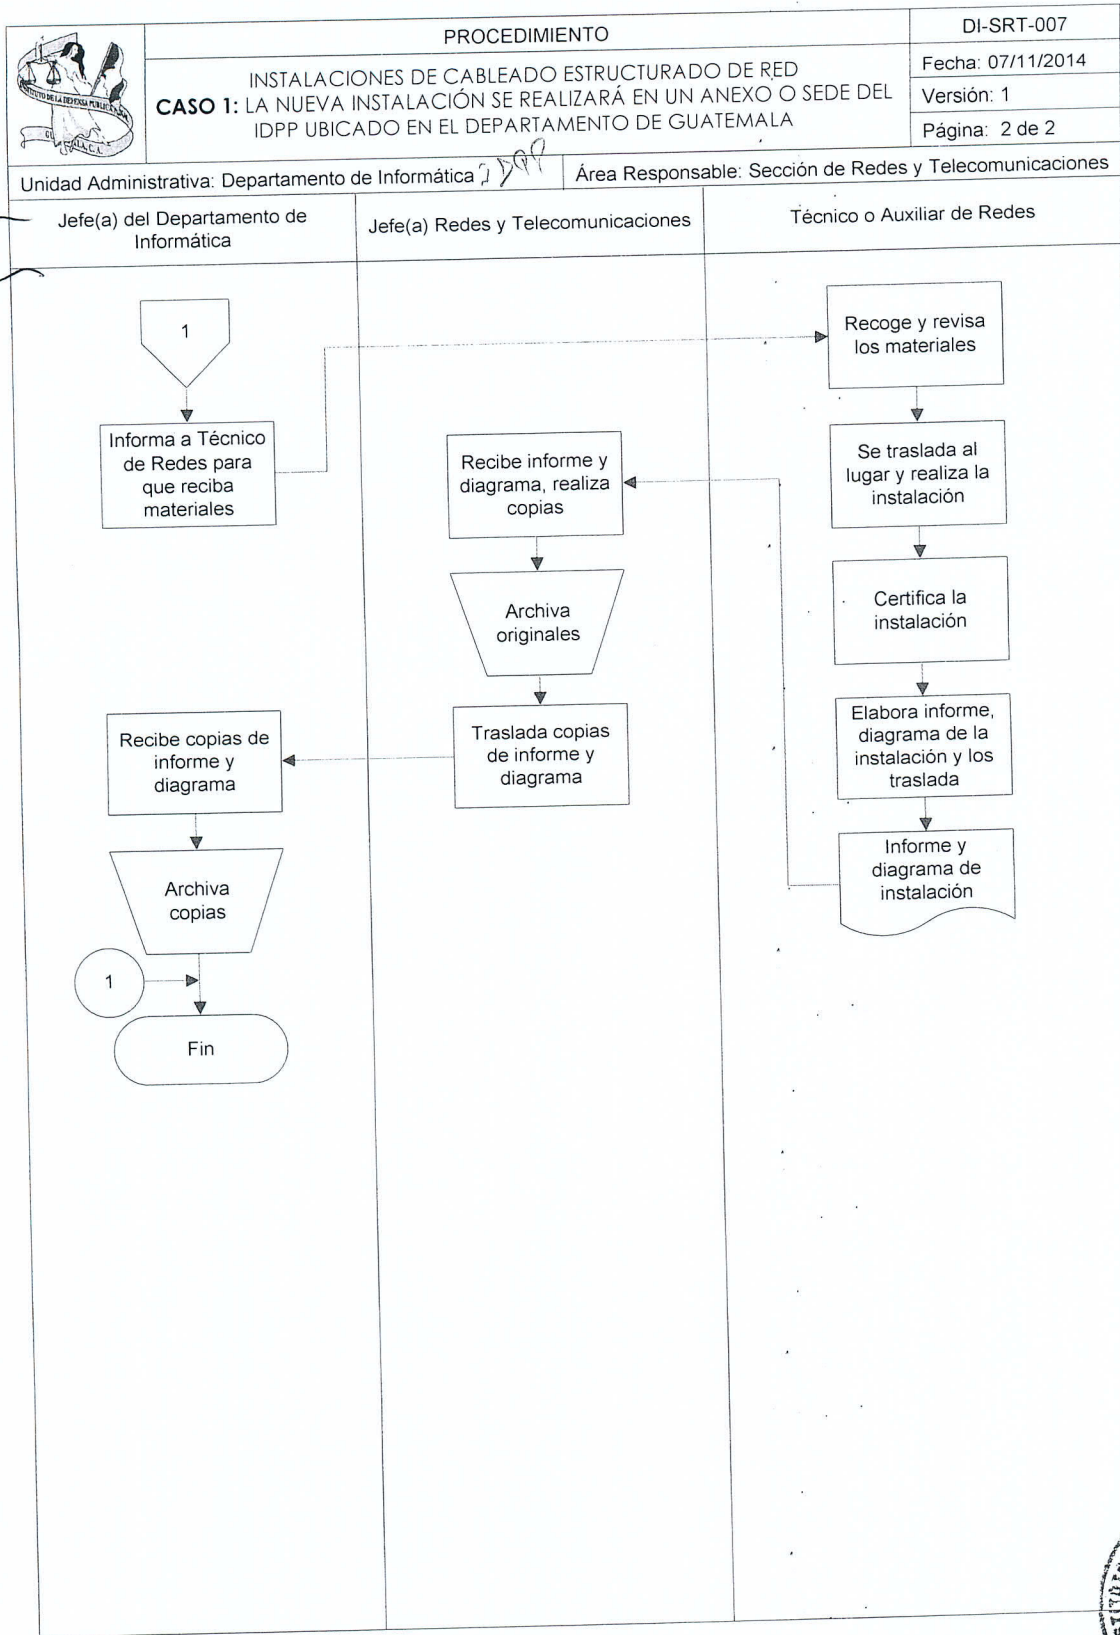 PROCEDIMIENTO
DI-SRT-007
INSTALACIONES DE CABLEADO ESTRUCTURADO DE RED
CASO 1: LA NUEVA INSTALACIÓN SE REALIZARÁ EN UN ANEXO O SEDE DEL
IDPP UBICADO EN EL DEPARTAMENTO DE GUATEMALA
Fecha: 07/11/2014
Versión: 1
Página: 2 de 2
Unidad Administrativa: Departamento de Informática
Área Responsable: Sección de Redes y Telecomunicaciones
Jefe(a) del Departamento de
Informática
Jefe(a) Redes y Telecomunicaciones
Técnico o Auxiliar de Redes
1
Informa a Técnico
de Redes para
que reciba
materiales
Recoge y revisa
los materiales
Se traslada al
lugar y realiza la
instalación
Certifica la
instalación
Elabora informe,
diagrama de la
instalación y los
traslada
Informe y
diagrama de
instalación
Recibe informe y
diagrama, realiza
copias
Archiva
originales
Traslada copias
de informe y
diagrama
Recibe copias de
informe y
diagrama
Archiva
copias
1
Fin